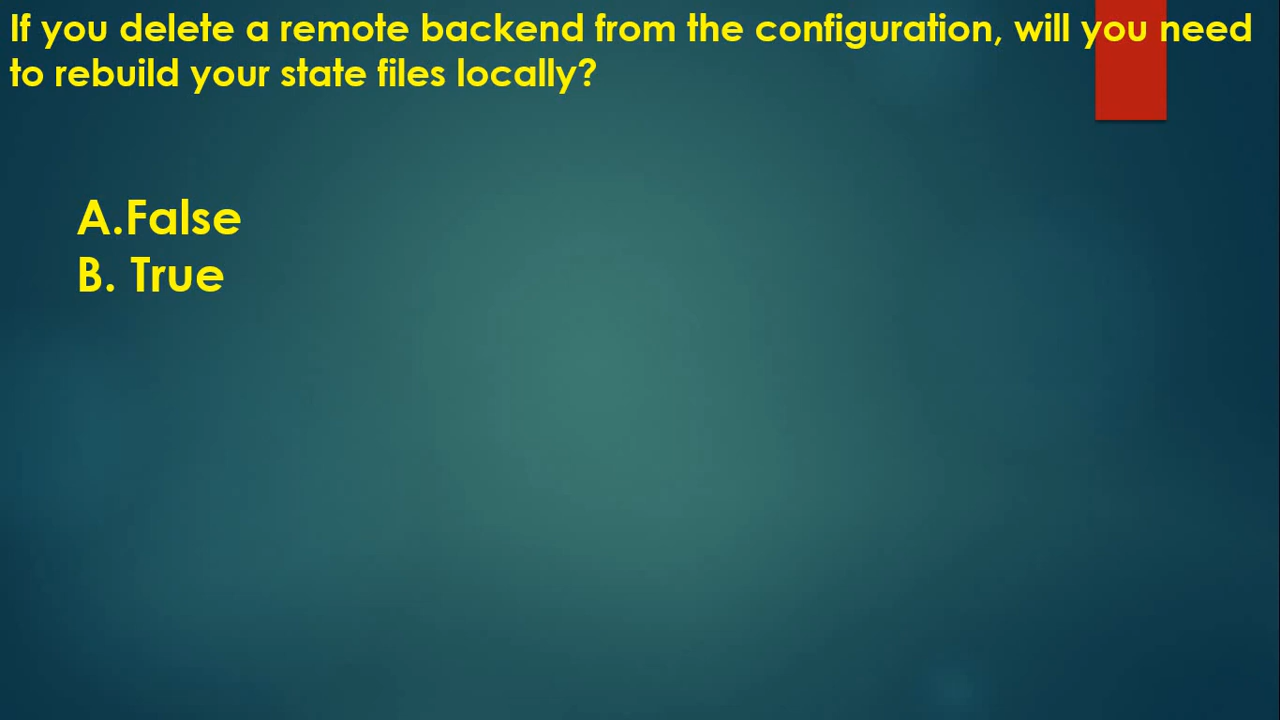 If you delete a remote backend from the configuration, will you need
to rebuild your state files locally?
A.False
B. True